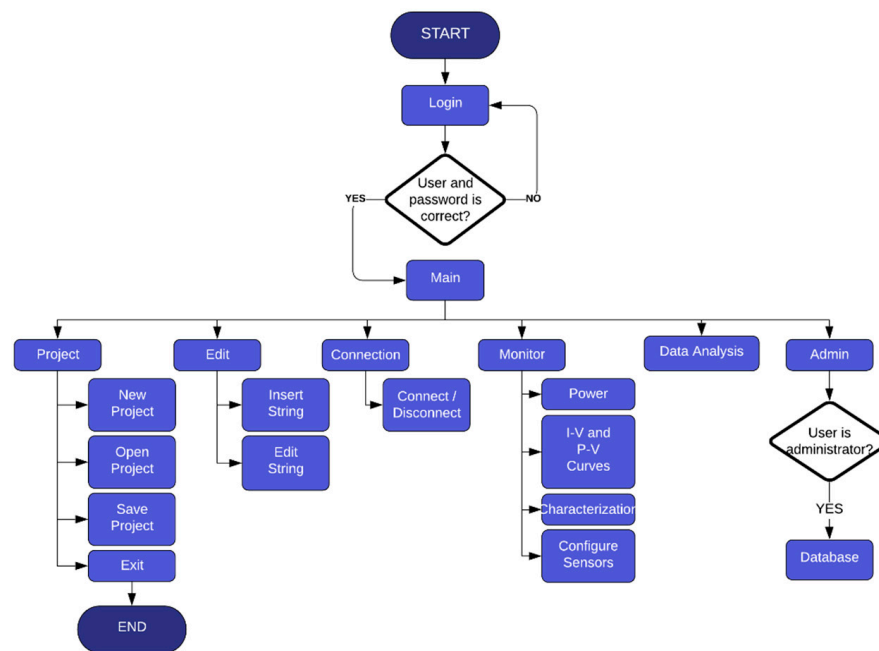 START
Login
User and
password is
correct?
YES
NO
Main
Project
Edit
Connection
Monitor
Data Analysis
Admin
New
Project
Open
Project
Save
Project
Exit
END
Insert
String
Edit
String
Connect /
Disconnect
Power
I-V and
P-V
Curves
Characterization
Configure
Sensors
User is
administrator?
YES
Database